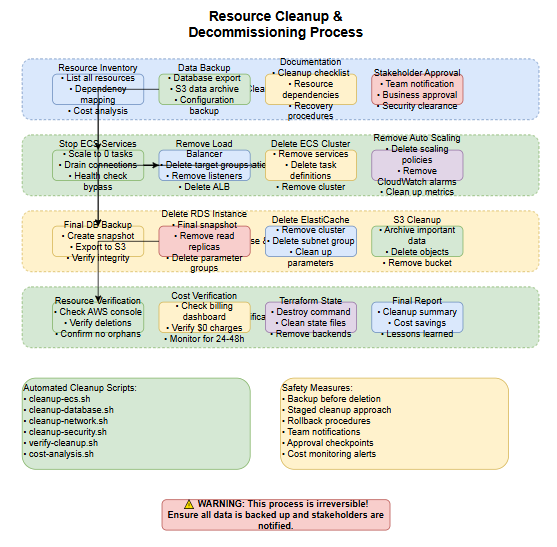 Resource Cleanup &
Decommissioning Process
Resource Inventory
• List all resources
• Dependency
mapping
• Cost analysis
Data Backup
• Database export
• S3 data archive
• Configuration
backup
Documentation
• Cleanup checklist
• Resource
dependencies
• Recovery
procedures
Stakeholder Approval
• Team notification
• Business approval
• Security clearance
Stop ECS Services
• Scale to 0 tasks
• Drain connections
• Health check
bypass
Remove Load
Balancer
• Delete target groups
• Remove listeners
• Delete ALB
Delete ECS Cluster
• Remove services
• Delete task
definitions
• Remove cluster
Remove Auto Scaling
• Delete scaling
policies
• Remove
CloudWatch alarms
• Clean up metrics
Final DB Backup
• Create snapshot
• Export to S3
• Verify integrity
Delete RDS Instance
• Final snapshot
• Remove read
replicas
• Delete parameter
groups
Delete ElastiCache
• Remove cluster
• Delete subnet group
• Clean up
parameters
S3 Cleanup
• Archive important
data
• Delete objects
• Remove bucket
Resource Verification
• Check AWS console
• Verify deletions
• Confirm no orphans
Cost Verification
• Check billing
dashboard
• Verify $0 charges
• Monitor for 24-48h
Terraform State
• Destroy command
• Clean state files
• Remove backends
Final Report
• Cleanup summary
• Cost savings
• Lessons learned
Automated Cleanup Scripts:
• cleanup-ecs.sh
• cleanup-database.sh
• cleanup-network.sh
• cleanup-security.sh
• verify-cleanup.sh
• cost-analysis.sh
Safety Measures:
• Backup before deletion
• Staged cleanup approach
• Rollback procedures
• Team notifications
• Approval checkpoints
• Cost monitoring alerts
⚠️ WARNING: This process is irreversible!
Ensure all data is backed up and stakeholders are
notified.